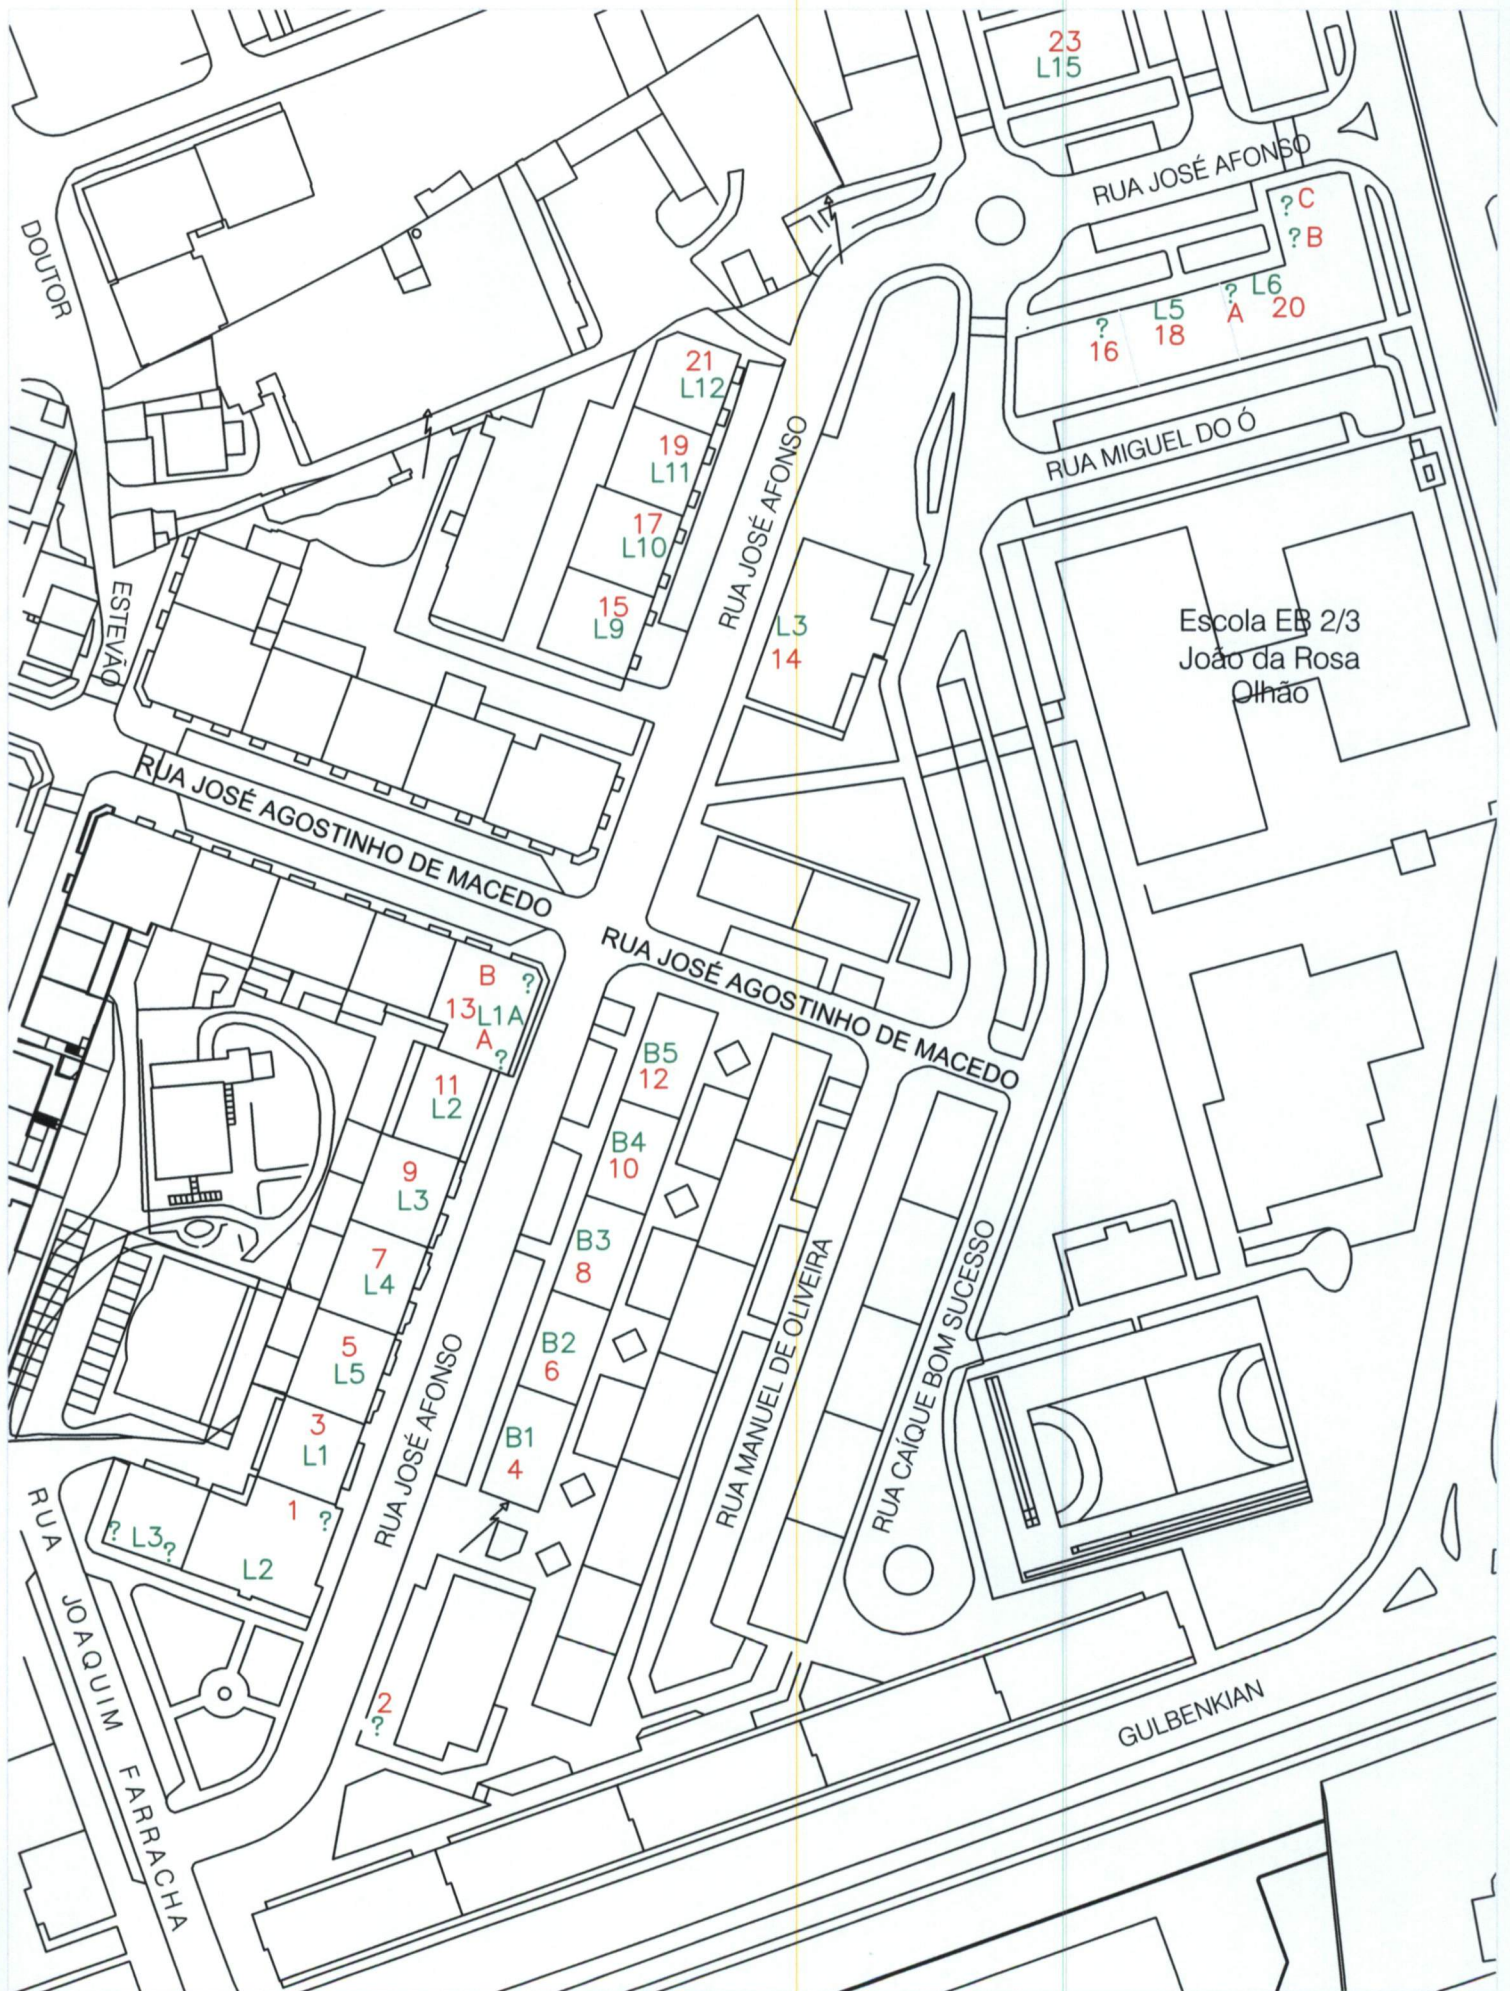 23
L15
RUA JOSÉ AFONSO
? C
? B
DOUTOR
? L6
A 20
L5
18
?
16
21
L12
RUA MIGUEL DO Ó
19
L11
RUA JOSÉ AFONSO
17
L10
15
L9
L3
14
Escola EB 2/3
João da Rosa
Olhão
ESTEVÃO
RUA JOSÉ AGOSTINHO DE MACEDO
RUA JOSÉ AGOSTINHO DE MACEDO
B ?
13 L1A
A ?
B5
12
11
L2
B4
10
9
L3
B3
8
7
L4
B2
6
5
L5
RUA JOSÉ AFONSO
RUA MANUEL DE OLIVEIRA
RUA CAÍQUE BOM SUCESSO
3
L1
B1
4
1 ?
? L3 ?
L2
RUA JOAQUIM FARRACHA
2
?
GULBENKIAN